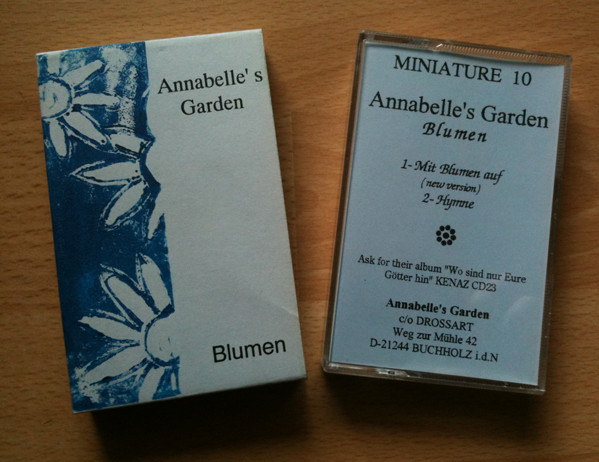 Annabelle' s
Garden
Blumen
MINIATURE 10
Annabelle's Garden
Blumen
1- Mit Blumen auf
( new version)
2- Hymne
Ask for their album "Wo sind nur Eure
Götter hin" KENAZ CD23
Annabelle's Garden
c/o DROSSART
Weg zur Mühle 42
D-21244 BUCHHOLZ i.d.N